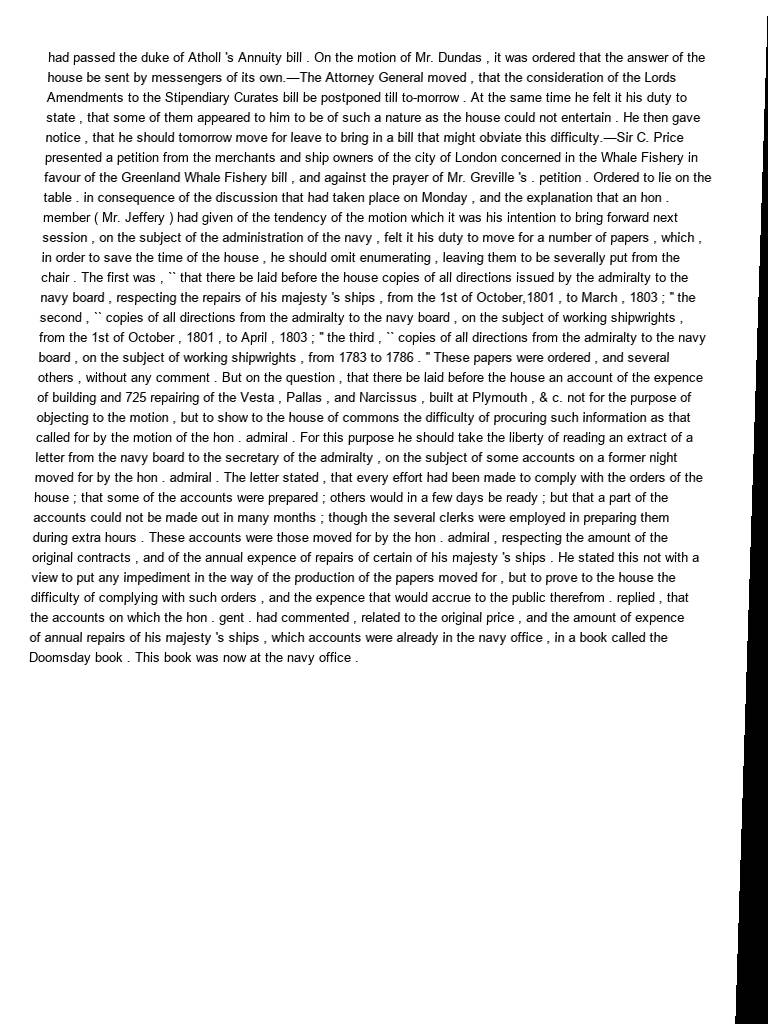 had passed the duke of Atholl 's Annuity bill . On the motion of Mr. Dundas , it was ordered that the answer of the
house be sent by messengers of its own.—The Attorney General moved , that the consideration of the Lords
Amendments to the Stipendiary Curates bill be postponed till to-morrow . At the same time he felt it his duty to
state , that some of them appeared to him to be of such a nature as the house could not entertain . He then gave
notice , that he should tomorrow move for leave to bring in a bill that might obviate this difficulty.—Sir C. Price
presented a petition from the merchants and ship owners of the city of London concerned in the Whale Fishery in
favour of the Greenland Whale Fishery bill , and against the prayer of Mr. Greville 's . petition . Ordered to lie on the
table . in consequence of the discussion that had taken place on Monday , and the explanation that an hon .
member ( Mr. Jeffery ) had given of the tendency of the motion which it was his intention to bring forward next
session , on the subject of the administration of the navy , felt it his duty to move for a number of papers , which ,
in order to save the time of the house , he should omit enumerating , leaving them to be severally put from the
chair . The first was , `` that there be laid before the house copies of all directions issued by the admiralty to the
navy board , respecting the repairs of his majesty 's ships , from the 1st of October,1801 , to March , 1803 ; " the
second , `` copies of all directions from the admiralty to the navy board , on the subject of working shipwrights ,
from the 1st of October , 1801 , to April , 1803 ; " the third , `` copies of all directions from the admiralty to the navy
board , on the subject of working shipwrights , from 1783 to 1786 . " These papers were ordered , and several
others , without any comment . But on the question , that there be laid before the house an account of the expence
of building and 725 repairing of the Vesta , Pallas , and Narcissus , built at Plymouth , & c. not for the purpose of
objecting to the motion , but to show to the house of commons the difficulty of procuring such information as that
called for by the motion of the hon . admiral . For this purpose he should take the liberty of reading an extract of a
letter from the navy board to the secretary of the admiralty , on the subject of some accounts on a former night
moved for by the hon . admiral . The letter stated , that every effort had been made to comply with the orders of the
house ; that some of the accounts were prepared ; others would in a few days be ready ; but that a part of the
accounts could not be made out in many months ; though the several clerks were employed in preparing them
during extra hours . These accounts were those moved for by the hon . admiral , respecting the amount of the
original contracts , and of the annual expence of repairs of certain of his majesty 's ships . He stated this not with a
view to put any impediment in the way of the production of the papers moved for , but to prove to the house the
difficulty of complying with such orders , and the expence that would accrue to the public therefrom . replied , that
the accounts on which the hon . gent . had commented , related to the original price , and the amount of expence
of annual repairs of his majesty 's ships , which accounts were already in the navy office , in a book called the
Doomsday book . This book was now at the navy office .